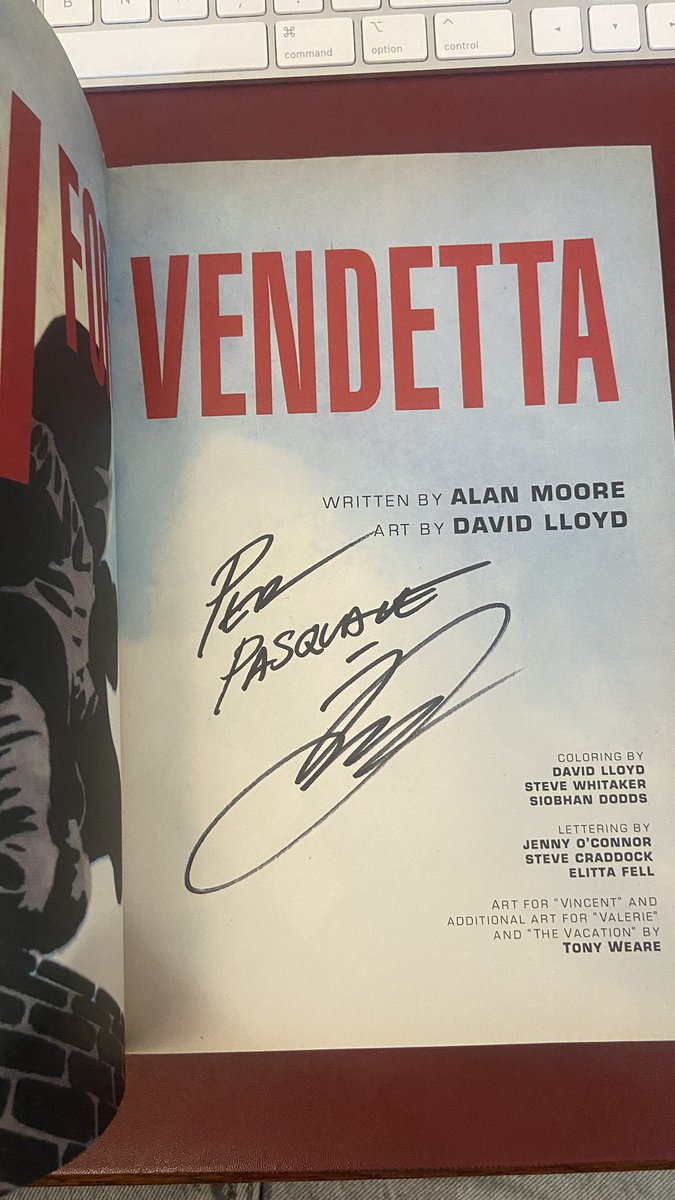 B N
⌘ ⌥ ^
command option control
◄ ▼ ►
FOR
VENDETTA
WRITTEN BY ALAN MOORE
ART BY DAVID LLOYD
PER
PASQUALE
COLORING BY
DAVID LLOYD
STEVE WHITAKER
SIOBHAN DODDS
LETTERING BY
JENNY O'CONNOR
STEVE CRADDOCK
ELITTA FELL
ART FOR "VINCENT" AND
ADDITIONAL ART FOR "VALERIE"
AND "THE VACATION" BY
TONY WEARE